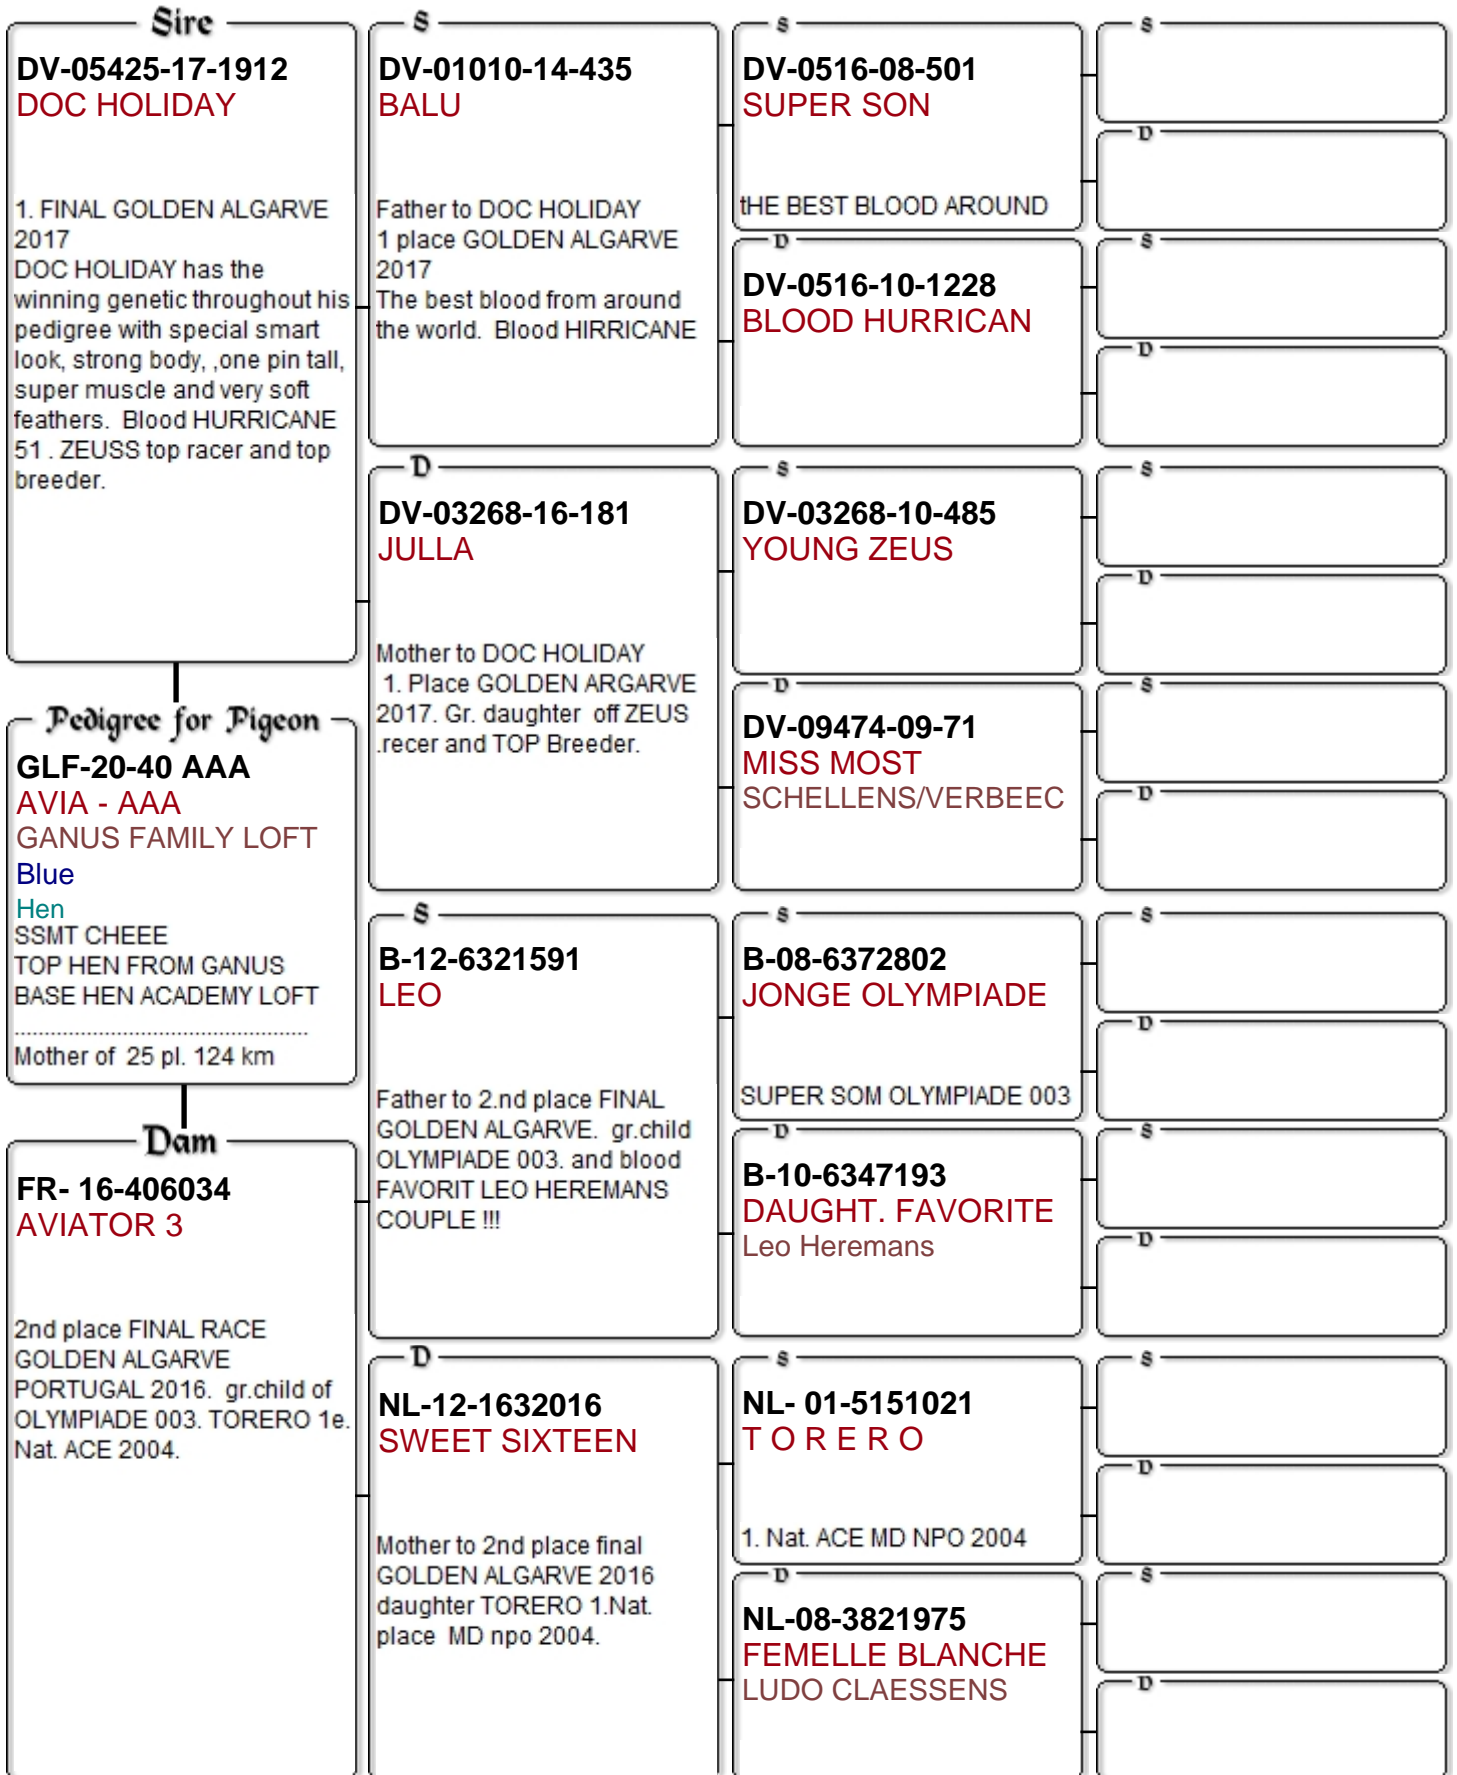 Sire
DV-05425-17-1912
DOC HOLIDAY
1. FINAL GOLDEN ALGARVE
2017
DOC HOLIDAY has the
winning genetic throughout his
pedigree with special smart
look, strong body, ,one pin tall,
super muscle and very soft
feathers.  Blood HURRICANE
51 . ZEUSS top racer and top
breeder.
Pedigree for Pigeon
GLF-20-40 AAA
AVIA - AAA
GANUS FAMILY LOFT
Blue
Hen
SSMT CHEEE
TOP HEN FROM GANUS
BASE HEN ACADEMY LOFT
.................................................
Mother of  25 pl. 124 km
Dam
FR- 16-406034
AVIATOR 3
2nd place FINAL RACE
GOLDEN ALGARVE
PORTUGAL 2016.  gr.child of
OLYMPIADE 003. TORERO 1e.
Nat. ACE 2004.
S
DV-01010-14-435
BALU
Father to DOC HOLIDAY
1 place GOLDEN ALGARVE
2017
The best blood from around
the world.  Blood HIRRICANE
D
DV-03268-16-181
JULLA
Mother to DOC HOLIDAY
1. Place GOLDEN ARGARVE
2017. Gr. daughter  off ZEUS
.recer and TOP Breeder.
S
B-12-6321591
LEO
Father to 2.nd place FINAL
GOLDEN ALGARVE.  gr.child
OLYMPIADE 003. and blood
FAVORIT LEO HEREMANS
COUPLE !!!
D
NL-12-1632016
SWEET SIXTEEN
Mother to 2nd place final
GOLDEN ALGARVE 2016
daughter TORERO 1.Nat.
place  MD npo 2004.
S
DV-0516-08-501
SUPER SON
tHE BEST BLOOD AROUND
D
DV-0516-10-1228
BLOOD HURRICAN
S
DV-03268-10-485
YOUNG ZEUS
D
DV-09474-09-71
MISS MOST
SCHELLENS/VERBEEC
S
B-08-6372802
JONGE OLYMPIADE
SUPER SOM OLYMPIADE 003
D
B-10-6347193
DAUGHT. FAVORITE
Leo Heremans
S
NL- 01-5151021
T O R E R O
1. Nat. ACE MD NPO 2004
D
NL-08-3821975
FEMELLE BLANCHE
LUDO CLAESSENS
S
D
S
D
S
D
S
D
S
D
S
D
S
D
S
D